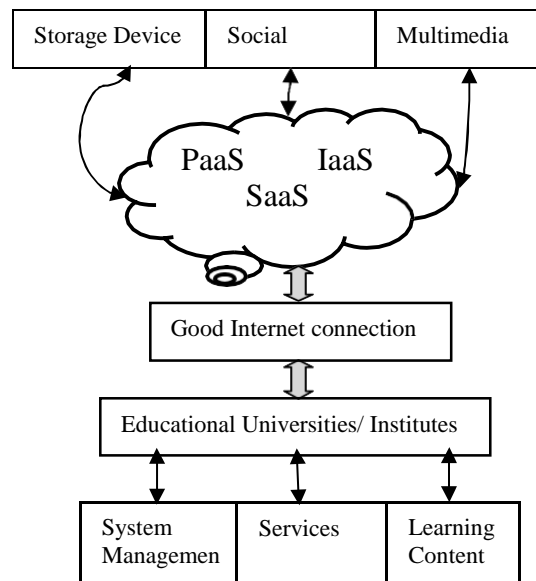 Storage Device
Social
Multimedia
PaaS
IaaS
SaaS
Good Internet connection
Educational Universities/ Institutes
System
Managemen
Services
Learning
Content